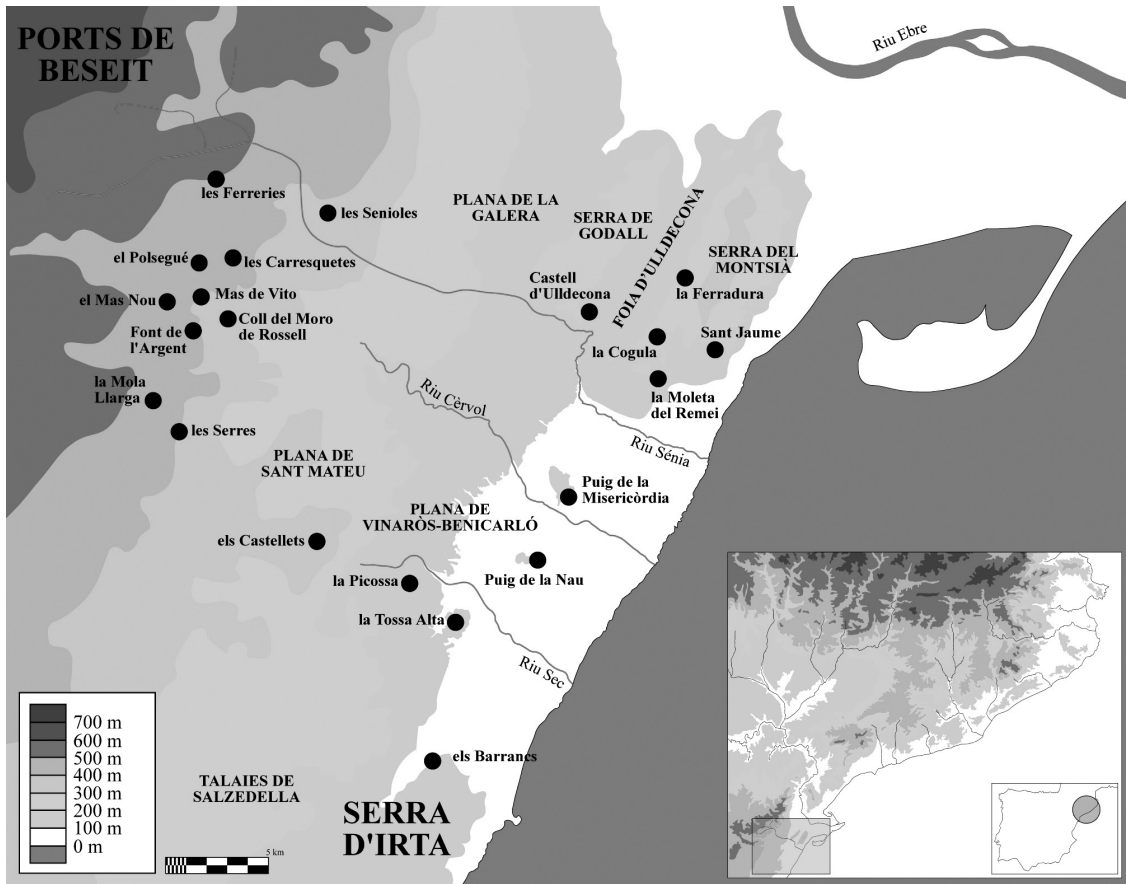 PORTS DE
BESEIT
Riu Ebre
les Ferreries
les Senioles
PLANA DE LA
GALERA
SERRA DE
GODALL
FOIA D'ULLDECONA
SERRA DEL
MONTSIÀ
el Polsegué
les Carresquetes
Castell
d'Ulldecona
la Ferradura
el Mas Nou
Mas de Vito
Coll del Moro
de Rossell
Font de
l'Argent
la Cogula
Sant Jaume
la Mola
Llarga
Riu Cèrvol
la Moleta
del Remei
les Serres
PLANA DE
SANT MATEU
Riu Sénia
Puig de la
Misericòrdia
PLANA DE
VINARÒS-BENICARLÓ
els Castellets
la Picossa
Puig de la Nau
la Tossa Alta
Riu Sec
700 m
600 m
500 m
400 m
300 m
200 m
100 m
0 m
els Barrancs
TALAIES DE
SALZEDELLA
SERRA
D'IRTA
5 km